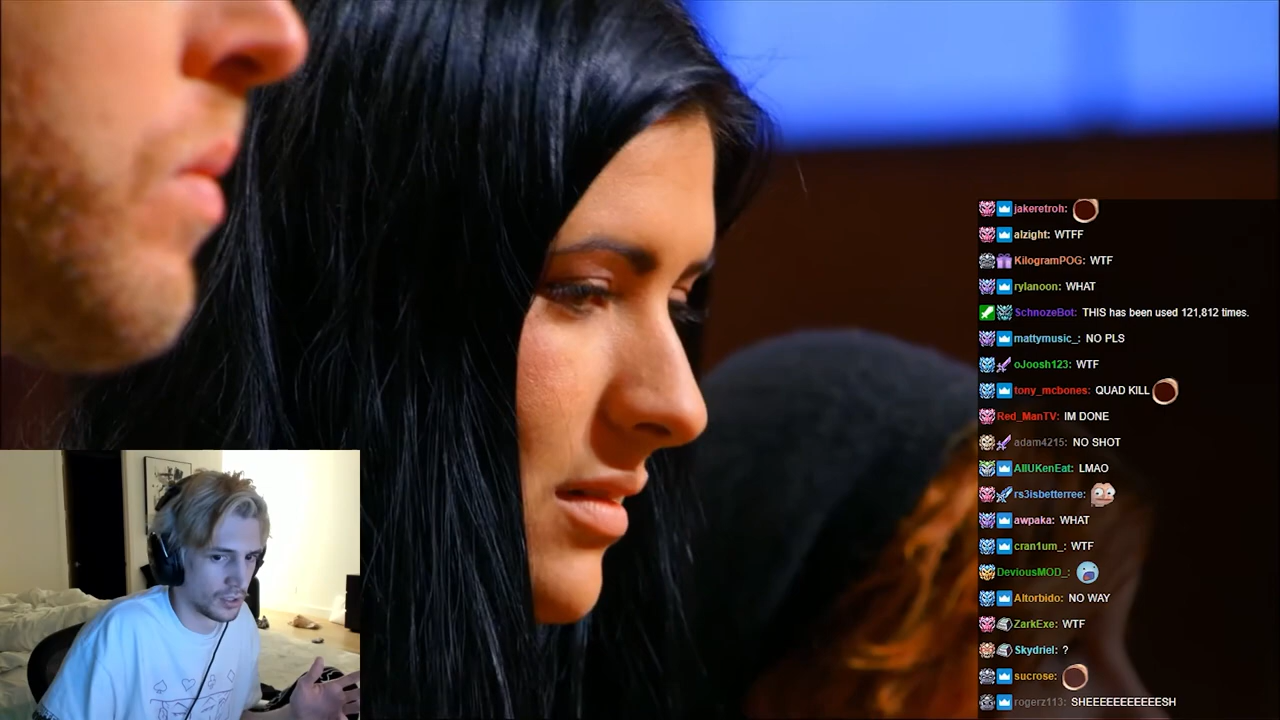 jakeretroh:
alzight: WTFF
KilogramPOG: WTF
rylanoon: WHAT
SchnozeBot: THIS has been used 121,812 times.
mattymusic_: NO PLS
oJoosh123: WTF
tony_mcbones: QUAD KILL
Red_ManTV: IM DONE
adam4215: NO SHOT
AllUKenEat: LMAO
rs3isbetterree:
awpaka: WHAT
cran1um_: WTF
DeviousMOD_:
Altorbido: NO WAY
ZarkExe: WTF
Skydriel: ?
sucrose:
rogerz113: SHEEEEEEEEEEESH